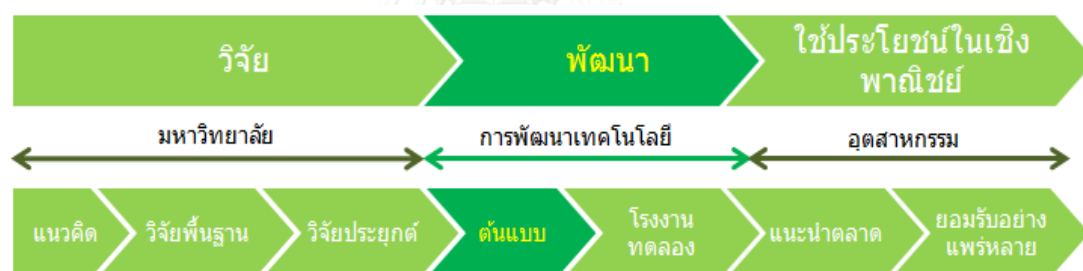 วิจัย
พัฒนา
ใช้ประโยชน์ในเชิง
พาณิชย์
มหาวิทยาลัย
การพัฒนาเทคโนโลยี
อุตสาหกรรม
แนวคิด
วิจัยพื้นฐาน
วิจัยประยุกต์
ต้นแบบ
โรงงาน
ทดลอง
แนะนำตลาด
ยอมรับอย่าง
แพร่หลาย